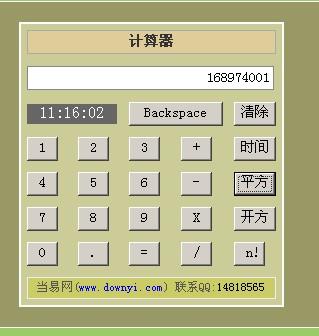 计算器
168974001
11:16:02 Backspace 清除
1 2 3 + 时间
4 5 6 - 平方
7 8 9 X 开方
0 . = / n!
当易网(www.downyi.com) 联系QQ:14818565